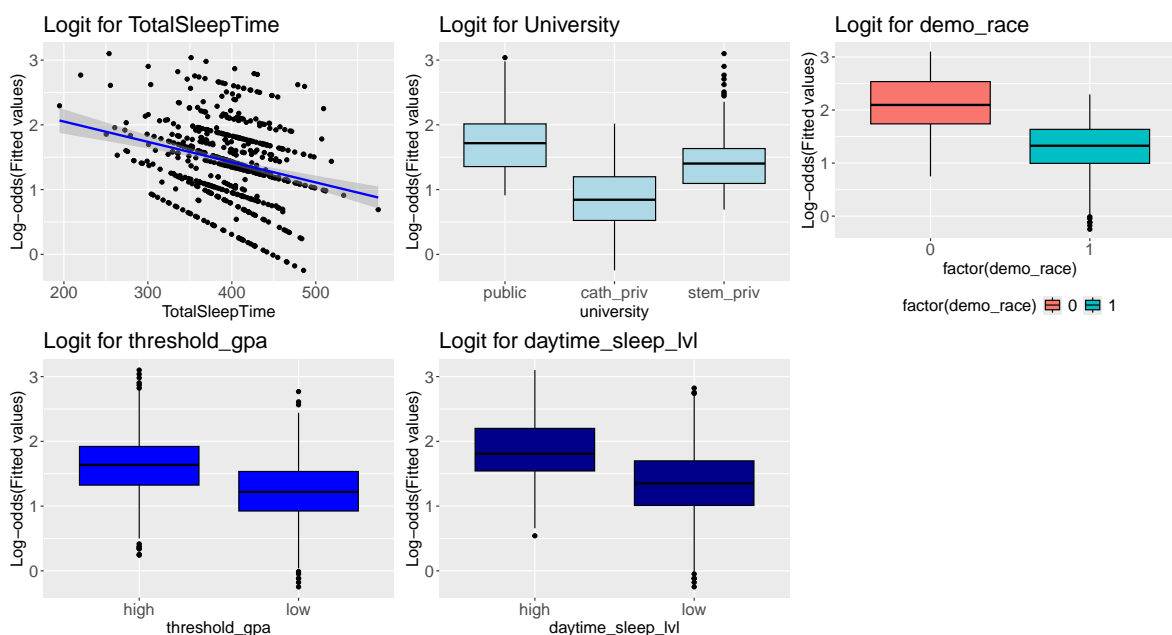 Logit for TotalSleepTime
Log−odds(Fitted values)
3
2
1
0
200 300 400 500
TotalSleepTime
Logit for University
Log−odds(Fitted values)
3
2
1
0
public cath_priv stem_priv
university
Logit for demo_race
Log−odds(Fitted values)
3
2
1
0
0 1
factor(demo_race)
factor(demo_race) 0 1
Logit for threshold_gpa
Log−odds(Fitted values)
3
2
1
0
high low
threshold_gpa
Logit for daytime_sleep_lvl
Log−odds(Fitted values)
3
2
1
0
high low
daytime_sleep_lvl